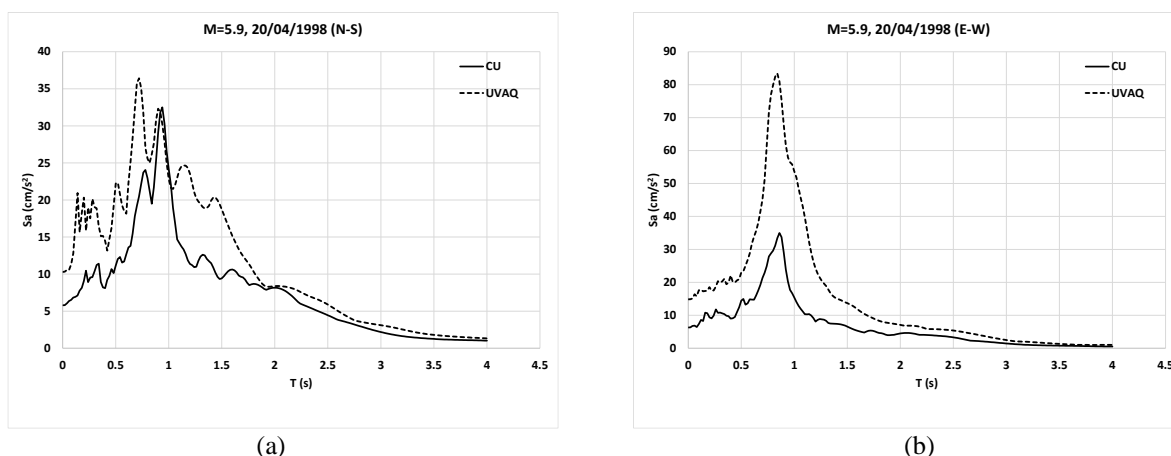 M=5.9, 20/04/1998 (N-S)
40
35
30
25
20
15
10
5
0
Sa (cm/s²)
CU
UVAQ
0 0.5 1 1.5 2 2.5 3 3.5 4 4.5
T (s)
(a)
M=5.9, 20/04/1998 (E-W)
90
80
70
60
50
40
30
20
10
0
Sa (cm/s²)
CU
UVAQ
0 0.5 1 1.5 2 2.5 3 3.5 4 4.5
T (s)
(b)